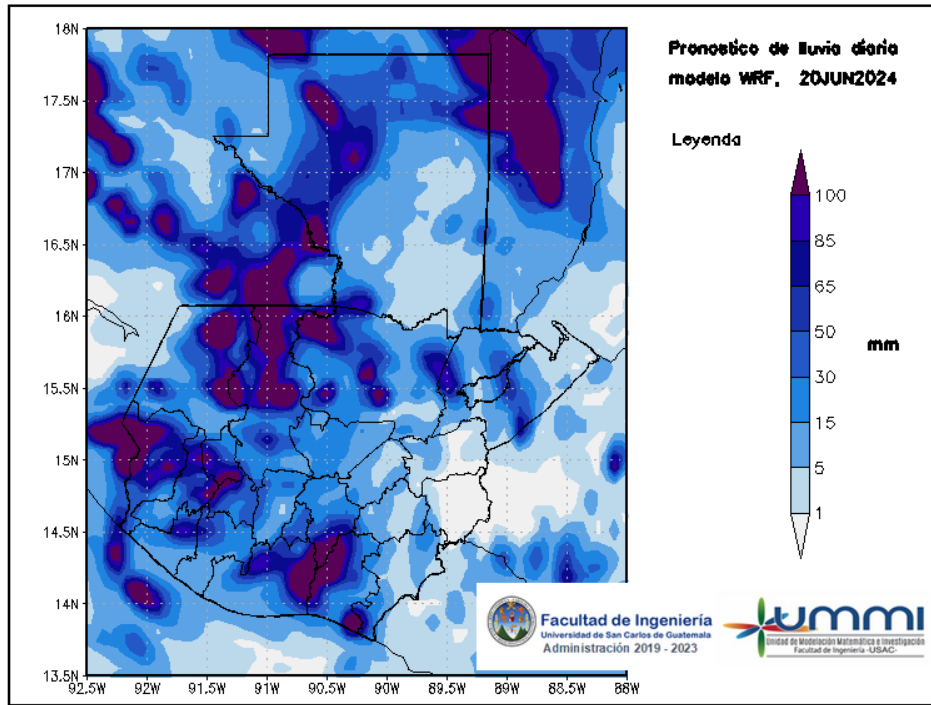 Pronostico de lluvia diaria
modelo WRF, 20JUN2024
Leyenda
18N
17.5N
17N
16.5N
16N
15.5N
15N
14.5N
14N
13.5N
92.5W
92W
91.5W
91W
90.5W
90W
89.5W
89W
88.5W
88W
100
85
65
50
30
15
5
1
mm
Facultad de Ingeniería
Universidad de San Carlos de Guatemala
Administración 2019 - 2023
ummi
Unidad de Modelación Matemática e Investigación
Facultad de Ingeniería -USAC-